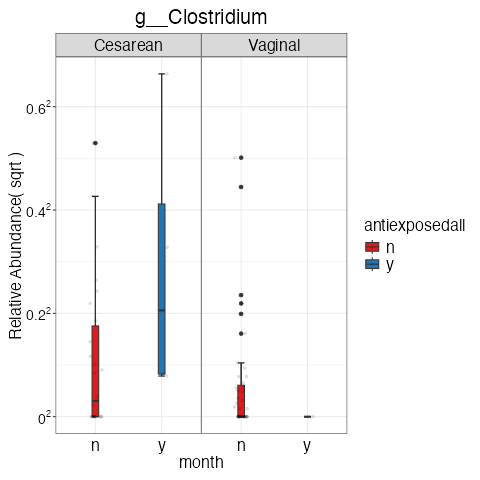 g__Clostridium
Cesarean Vaginal
0.6²
0.4²
0.2²
0²
Relative Abundance( sqrt )
n y n y
month
antiexposedall
n
y